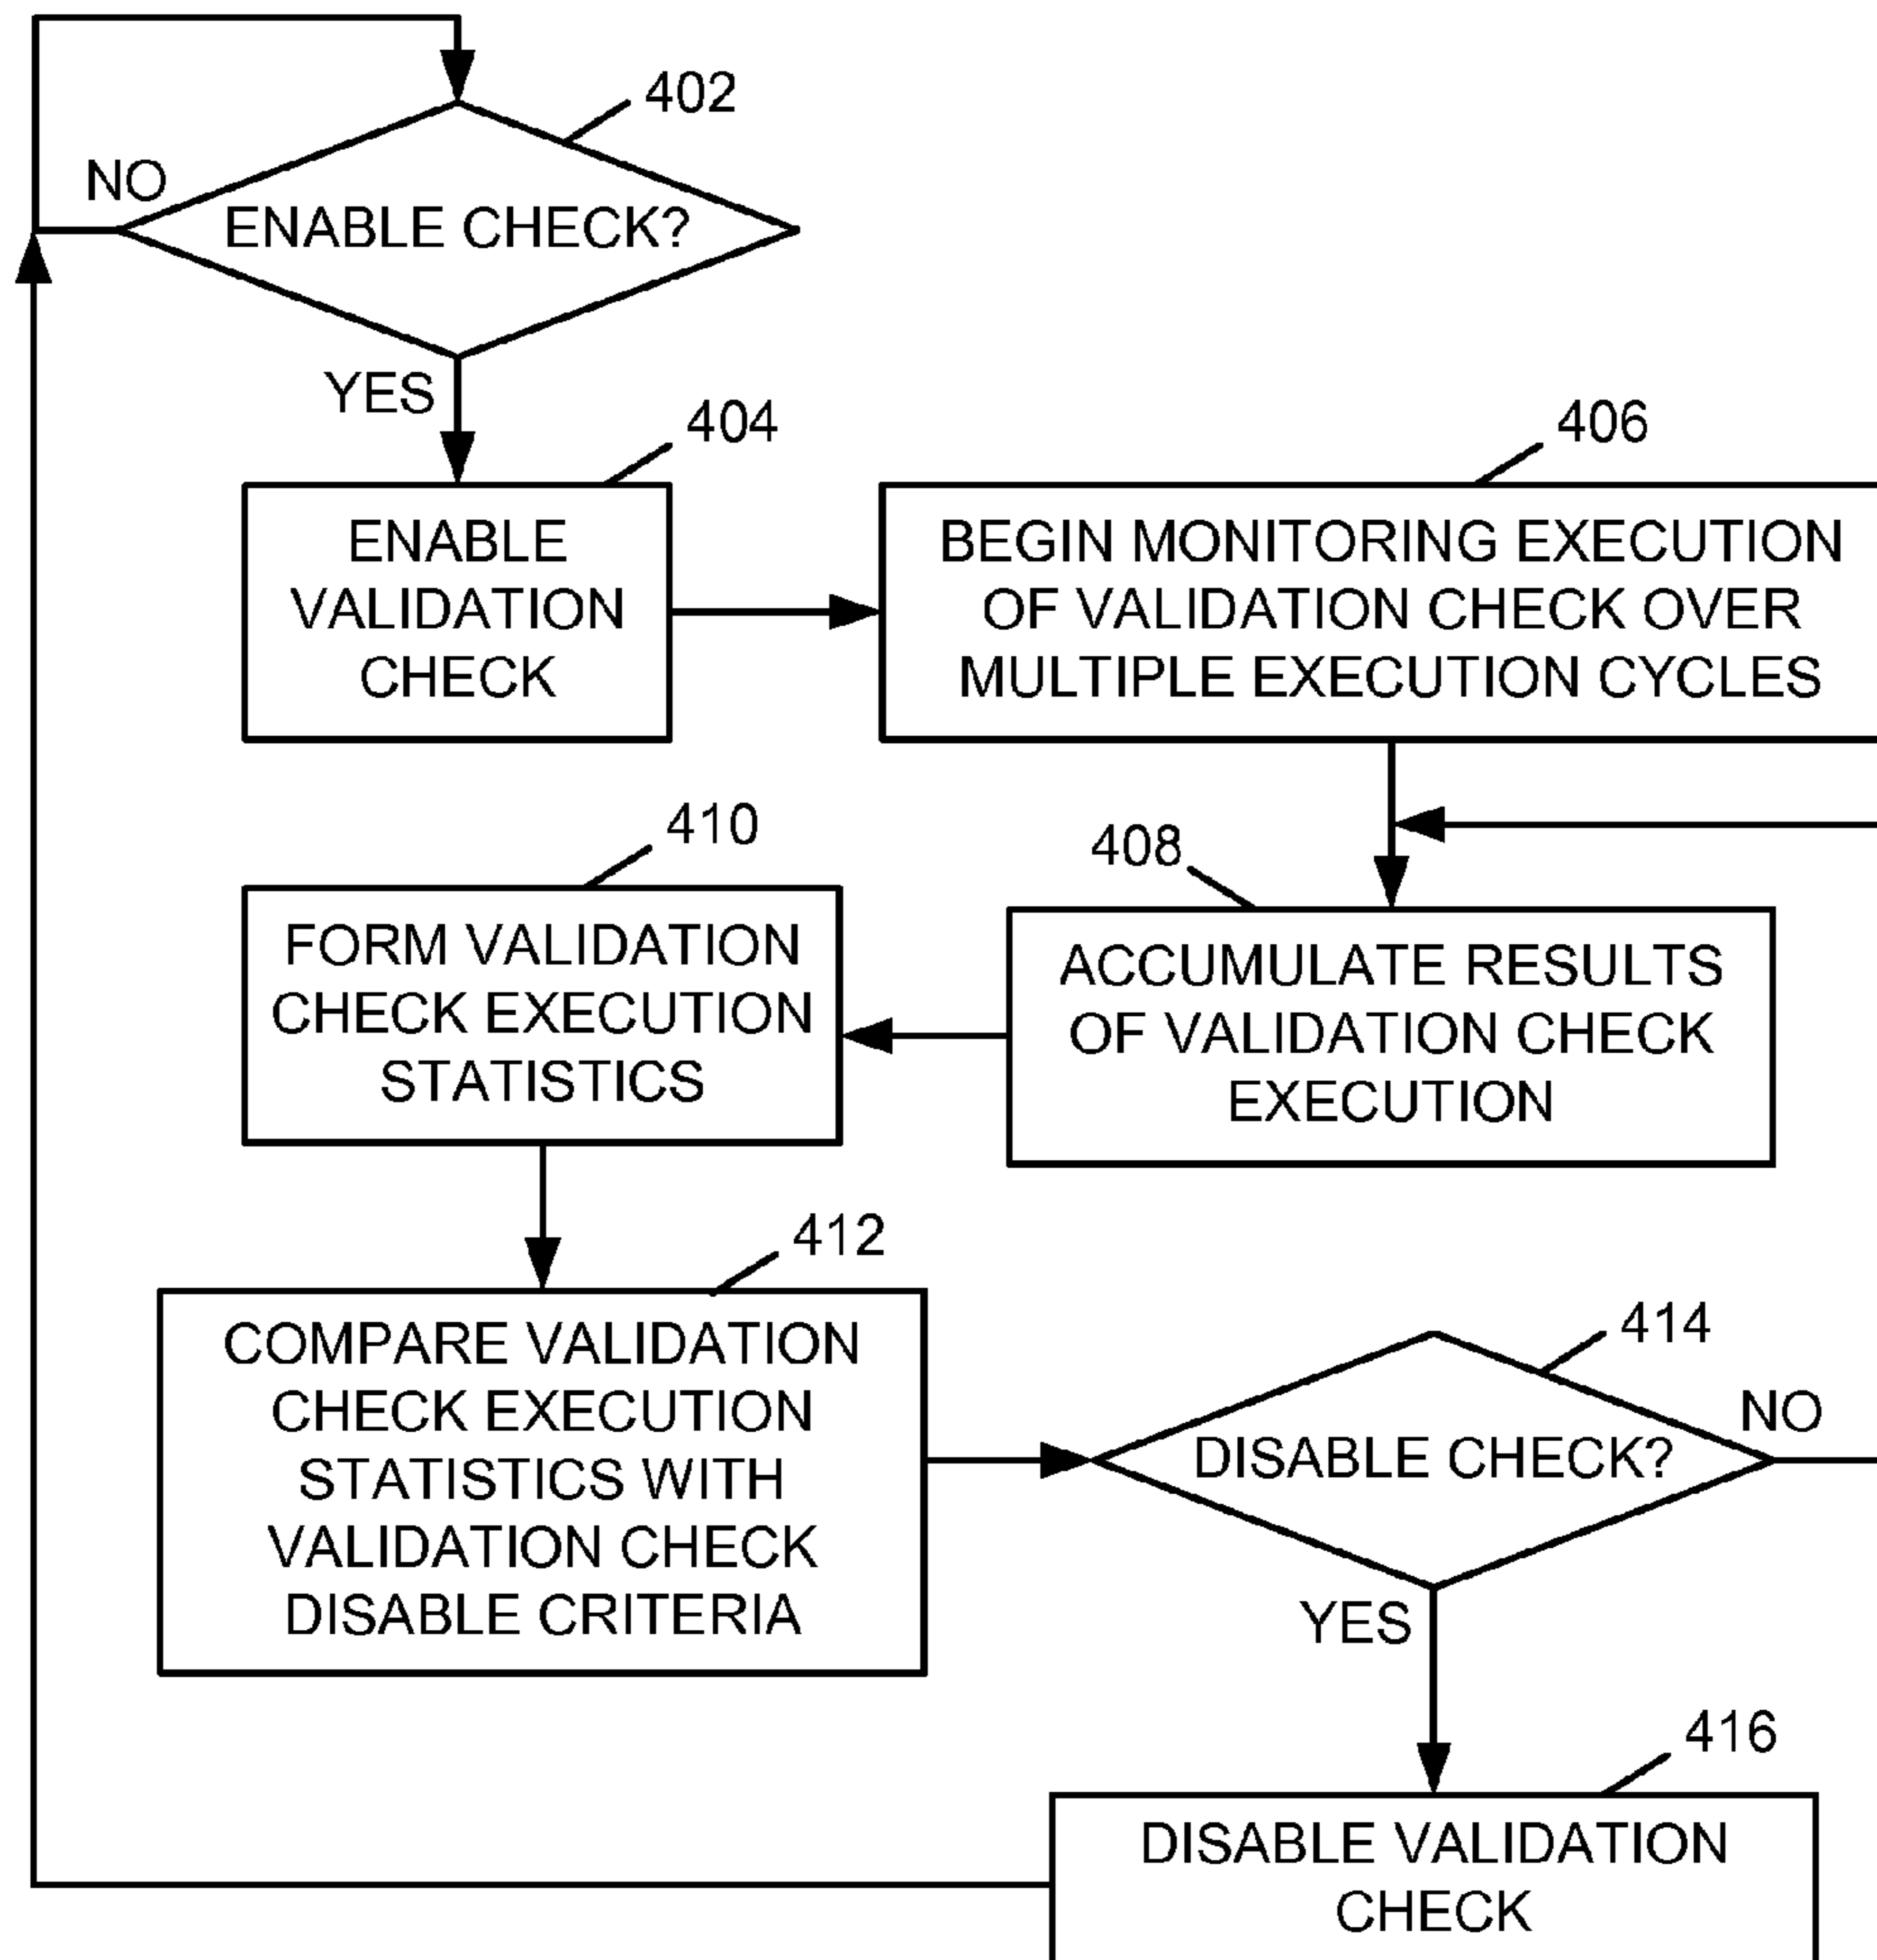 402
NO
ENABLE CHECK?
YES
404
ENABLE
VALIDATION
CHECK
406
BEGIN MONITORING EXECUTION
OF VALIDATION CHECK OVER
MULTIPLE EXECUTION CYCLES
408
ACCUMULATE RESULTS
OF VALIDATION CHECK
EXECUTION
410
FORM VALIDATION
CHECK EXECUTION
STATISTICS
412
COMPARE VALIDATION
CHECK EXECUTION
STATISTICS WITH
VALIDATION CHECK
DISABLE CRITERIA
414
NO
DISABLE CHECK?
YES
416
DISABLE VALIDATION
CHECK